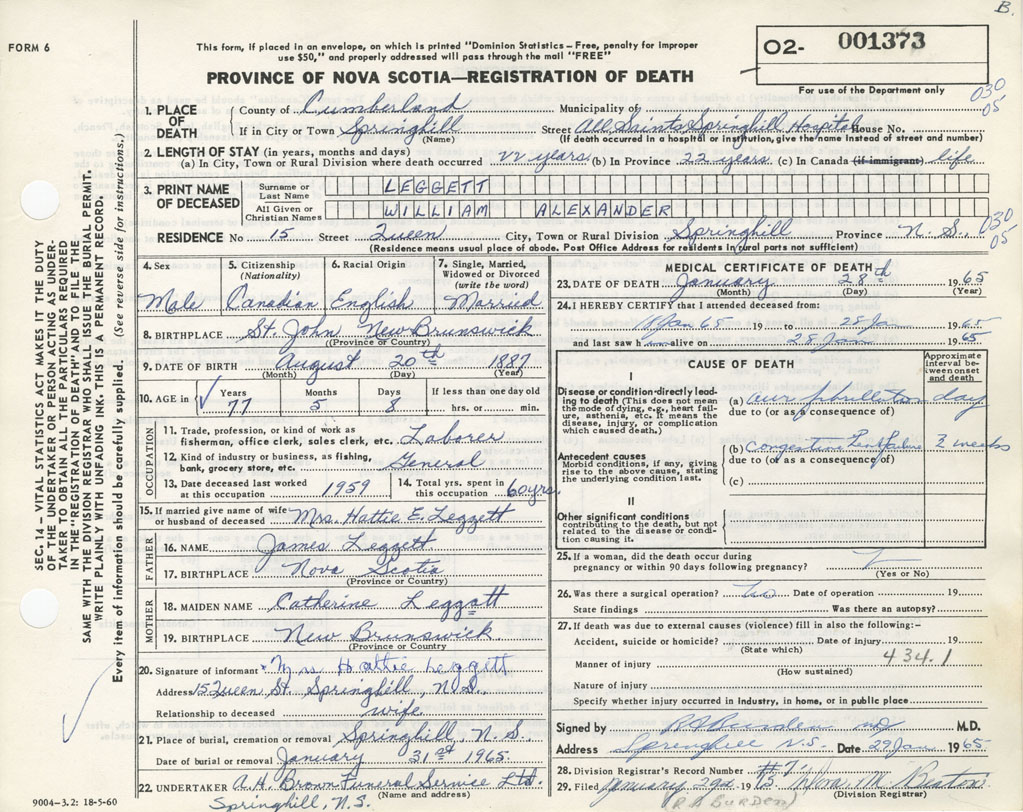 B.
FORM 6
This form, if placed in an envelope, on which is printed "Dominion Statistics – Free, penalty for improper
use $50," and properly addressed will pass through the mail "FREE"
02- 001373
PROVINCE OF NOVA SCOTIA—REGISTRATION OF DEATH
For use of the Department only
030
05
1. PLACE OF DEATH
County of Cumberland Municipality of
If in City or Town Springhill Street All Saints Springhill Hospital House No.
(Name) (If death occurred in hospital or institution, give the name instead of street and number)
2. LENGTH OF STAY (in years, months and days)
(a) In City, Town or Rural Division where death occurred 22 years (b) In Province 22 years (c) In Canada (if immigrant) life
3. PRINT NAME OF DECEASED
Surname or Last Name LEGGETT
All Given or Christian Names WILLIAM ALEXANDER
RESIDENCE No 15 Street Queen City, Town or Rural Division Springhill Province N. S. 030
05
(Residence means usual place of abode. Post Office Address for residents in rural parts not sufficient)
4. Sex
Male
5. Citizenship (Nationality)
Canadian
6. Racial Origin
English
7. Single, Married, Widowed or Divorced (write the word)
Married
8. BIRTHPLACE St. John New Brunswick
(Province or Country)
9. DATE OF BIRTH August 20th 1887
(Month) (Day) (Year)
10. AGE in Years Months Days If less than one day old
77 5 8 hrs. or min.
OCCUPATION
11. Trade, profession, or kind of work as
fisherman, office clerk, sales clerk, etc. Laborer
12. Kind of industry or business, as fishing,
bank, grocery store, etc. General
13. Date deceased last worked
at this occupation 1959
14. Total yrs. spent in
this occupation 60yrs.
15. If married give name of wife
or husband of deceased Mrs. Hattie E. Leggett
FATHER
16. NAME James Leggett
17. BIRTHPLACE Nova Scotia
(Province or Country)
MOTHER
18. MAIDEN NAME Catherine Leggatt
19. BIRTHPLACE New Brunswick
(Province or Country)
20. Signature of informant Mrs Hattie Leggett
Address 15 Queen St. Springhill, N.S.
Relationship to deceased wife
21. Place of burial, cremation or removal Springhill, N. S.
Date of burial or removal January 31st 1965.
22. UNDERTAKER A.H. Brown Funeral Service Ltd.
(Name and address)
Springhill, N.S.
9004–3.2: 18-5-60
MEDICAL CERTIFICATE OF DEATH
23. DATE OF DEATH January 28th 1965
(Month) (Day) (Year)
24. I HEREBY CERTIFY that I attended deceased from:
Jan 65 19 to 28 Jan 1965
and last saw h alive on 28 Jan 1965
CAUSE OF DEATH
Approximate interval between onset and death
I
Disease or condition directly leading to death (This does not mean the mode of dying, e.g., heart failure, asthenia, etc. It means the disease, injury, or complication which caused death.)
(a) aur fibrillation day
due to (or as a consequence of)
Antecedent causes
Morbid conditions, if any, giving rise to the above cause, stating the underlying condition last.
(b) Congestive Failure 2 weeks
due to (or as a consequence of)
(c)
II
Other significant conditions
contributing to the death, but not related to the disease or condition causing it.
25. If a woman, did the death occur during
pregnancy or within 90 days following pregnancy?
(Yes or No)
26. Was there a surgical operation? No Date of operation 19
State findings Was there an autopsy?
27. If death was due to external causes (violence) fill in also the following:–
Accident, suicide or homicide? Date of injury 19
(State which)
434.1
Manner of injury
(How sustained)
Nature of injury
Specify whether injury occurred in industry, in home, or in public place
Signed by MD M.D.
Address Springhill N.S. Date 29 Jan 1965
28. Division Registrar's Record Number #7
29. Filed January 29th 19
(Division Registrar)
(R A BURDEN)
SEC. 14 – VITAL STATISTICS ACT MAKES IT THE DUTY
OF THE UNDERTAKER OR PERSON ACTING AS UNDER-
TAKER TO OBTAIN ALL THE PARTICULARS REQUIRED
IN THE "REGISTRATION OF DEATH" AND TO FILE THE
SAME WITH THE DIVISION REGISTRAR WHO SHALL ISSUE THE BURIAL PERMIT.
WRITE PLAINLY WITH UNFADING INK. THIS IS A PERMANENT RECORD.
Every item of information should be carefully supplied. (See reverse side for instructions,)